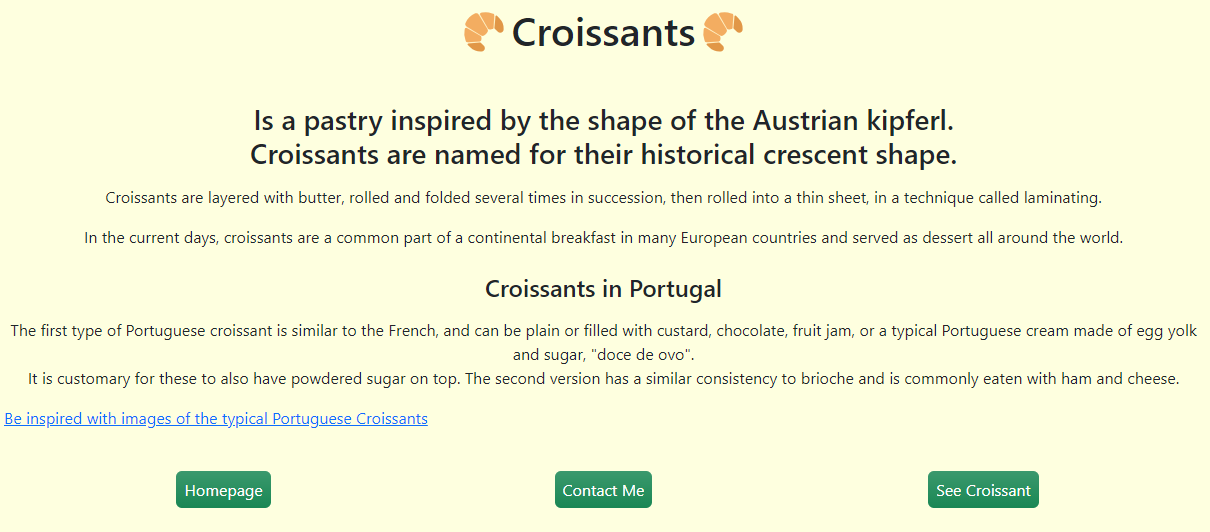 🥐 Croissants 🥐
Is a pastry inspired by the shape of the Austrian kipferl.
Croissants are named for their historical crescent shape.
Croissants are layered with butter, rolled and folded several times in succession, then rolled into a thin sheet, in a technique called laminating.
In the current days, croissants are a common part of a continental breakfast in many European countries and served as dessert all around the world.
Croissants in Portugal
The first type of Portuguese croissant is similar to the French, and can be plain or filled with custard, chocolate, fruit jam, or a typical Portuguese cream made of egg yolk
and sugar, "doce de ovo".
It is customary for these to also have powdered sugar on top. The second version has a similar consistency to brioche and is commonly eaten with ham and cheese.
Be inspired with images of the typical Portuguese Croissants
Homepage Contact Me See Croissant